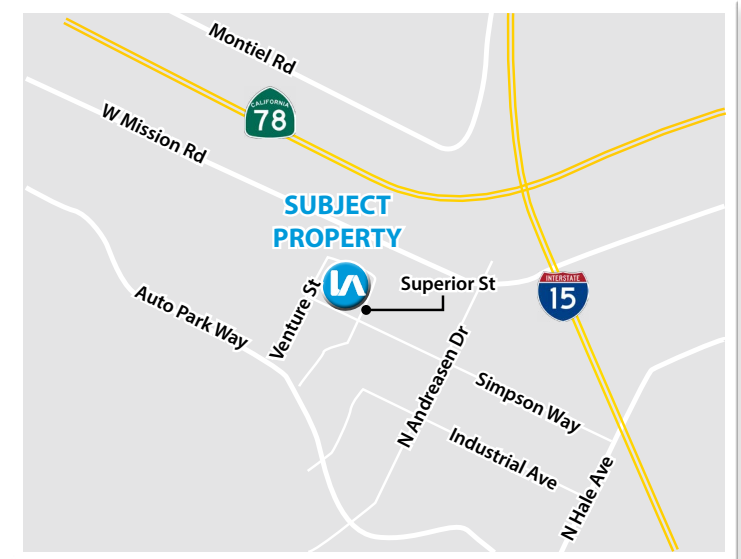 Montiel Rd
CALIFORNIA
78
W Mission Rd
SUBJECT
PROPERTY
Superior St
INTERSTATE
15
Venture St
Auto Park Way
N Andreasen Dr
Simpson Way
Industrial Ave
N Hale Ave